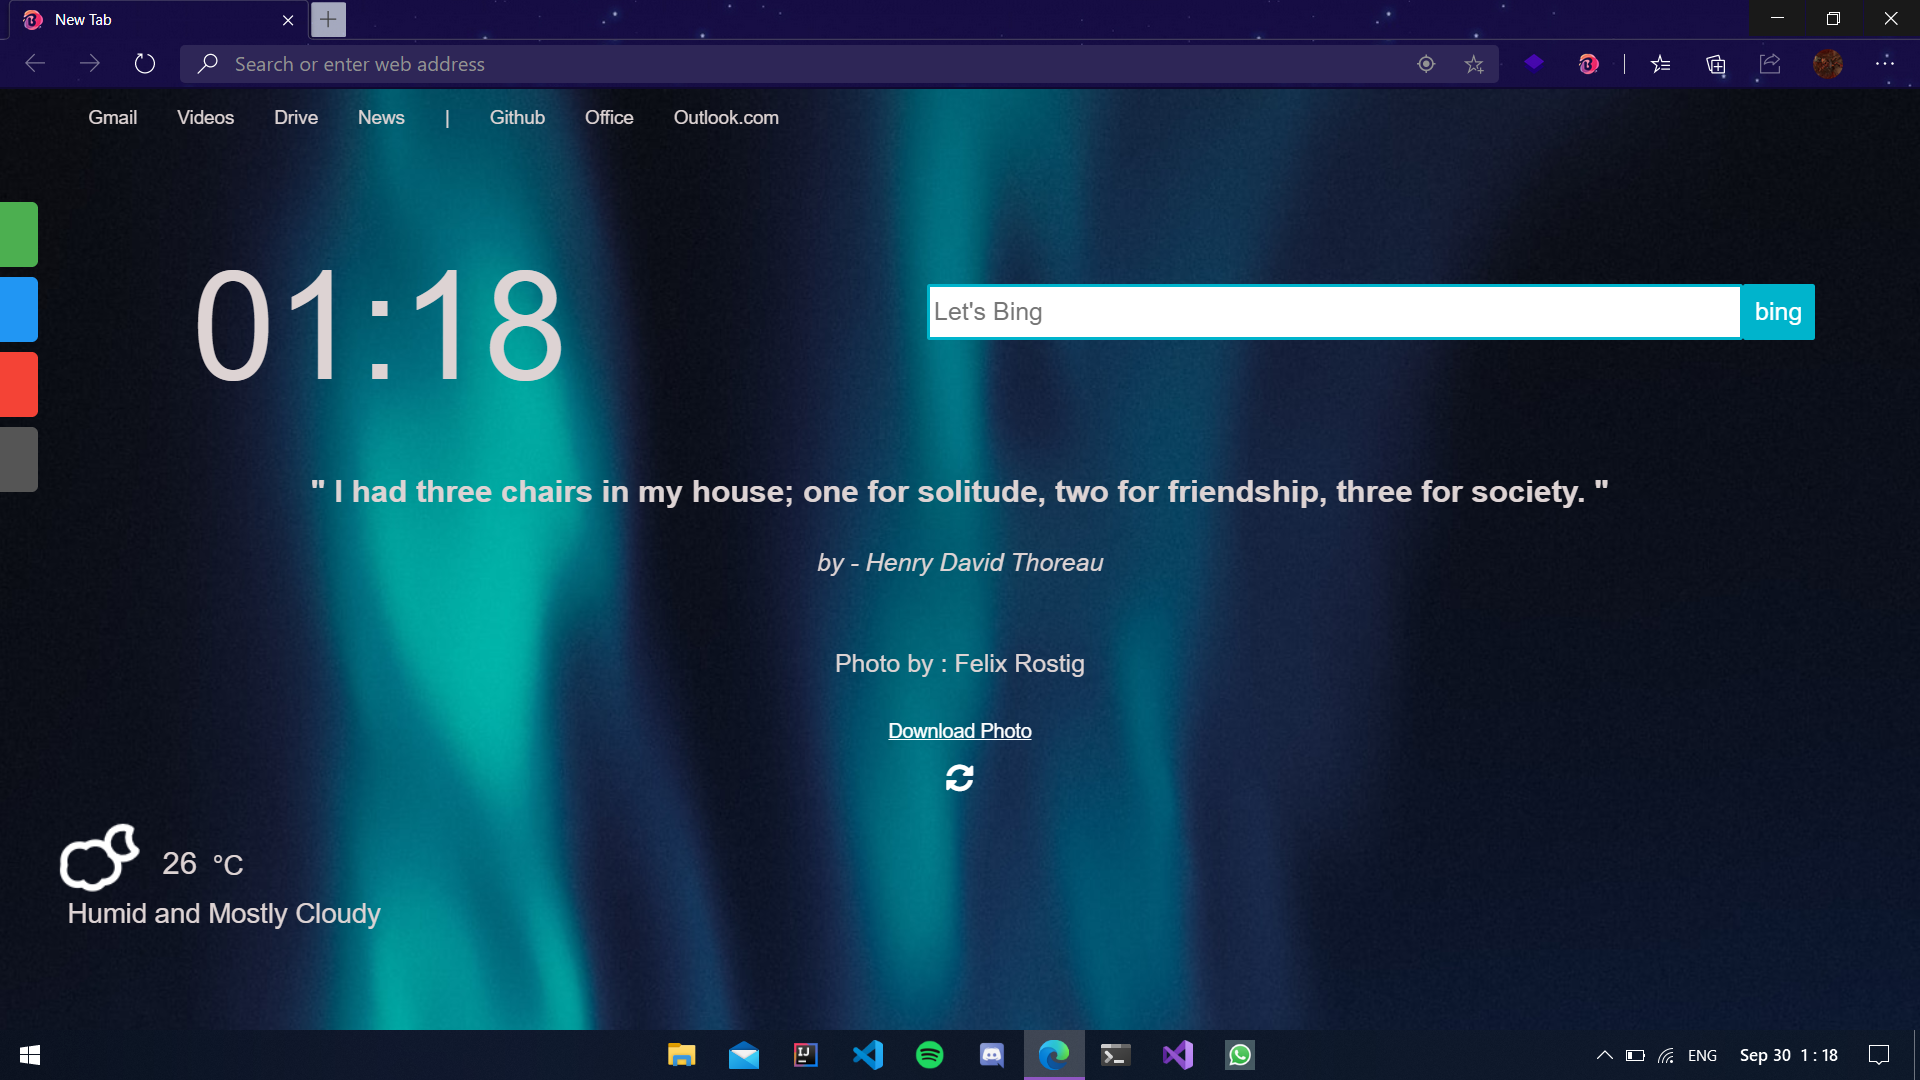 New Tab
Search or enter web address
Gmail Videos Drive News | Github Office Outlook.com
01:18
Let's Bing bing
" I had three chairs in my house; one for solitude, two for friendship, three for society. "
by - Henry David Thoreau
Photo by : Felix Rostig
Download Photo
26 °C
Humid and Mostly Cloudy
IJ
ENG Sep 30 1 : 18